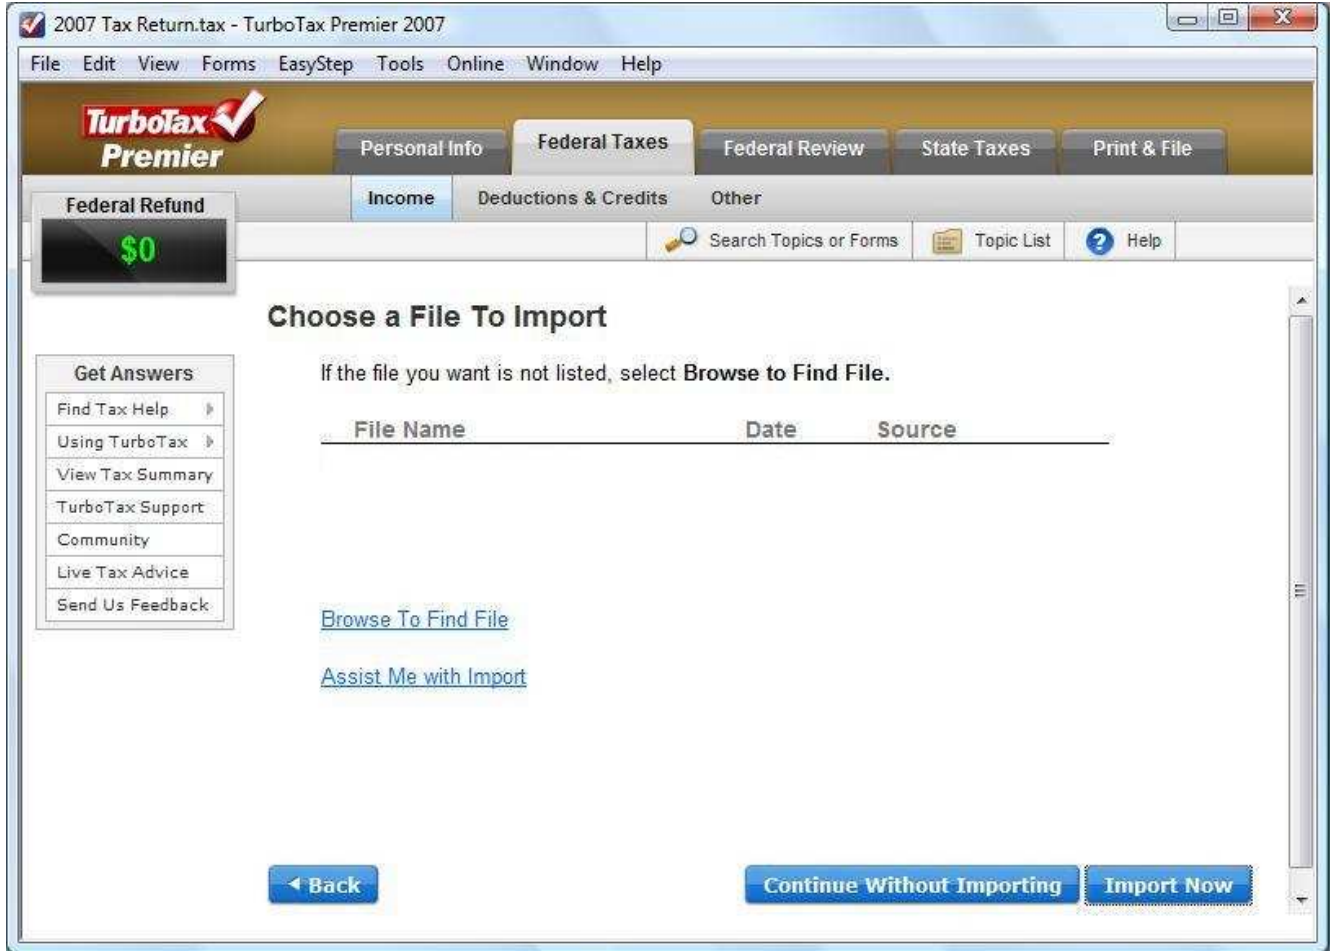 2007 Tax Return.tax - TurboTax Premier 2007
File Edit View Forms EasyStep Tools Online Window Help
TurboTax
Premier
Personal Info Federal Taxes Federal Review State Taxes Print & File
Federal Refund
$0
Income Deductions & Credits Other
Search Topics or Forms Topic List Help
Choose a File To Import
Get Answers
Find Tax Help
Using TurboTax
View Tax Summary
TurboTax Support
Community
Live Tax Advice
Send Us Feedback
If the file you want is not listed, select Browse to Find File.
File Name Date Source
Browse To Find File
Assist Me with Import
Back Continue Without Importing Import Now